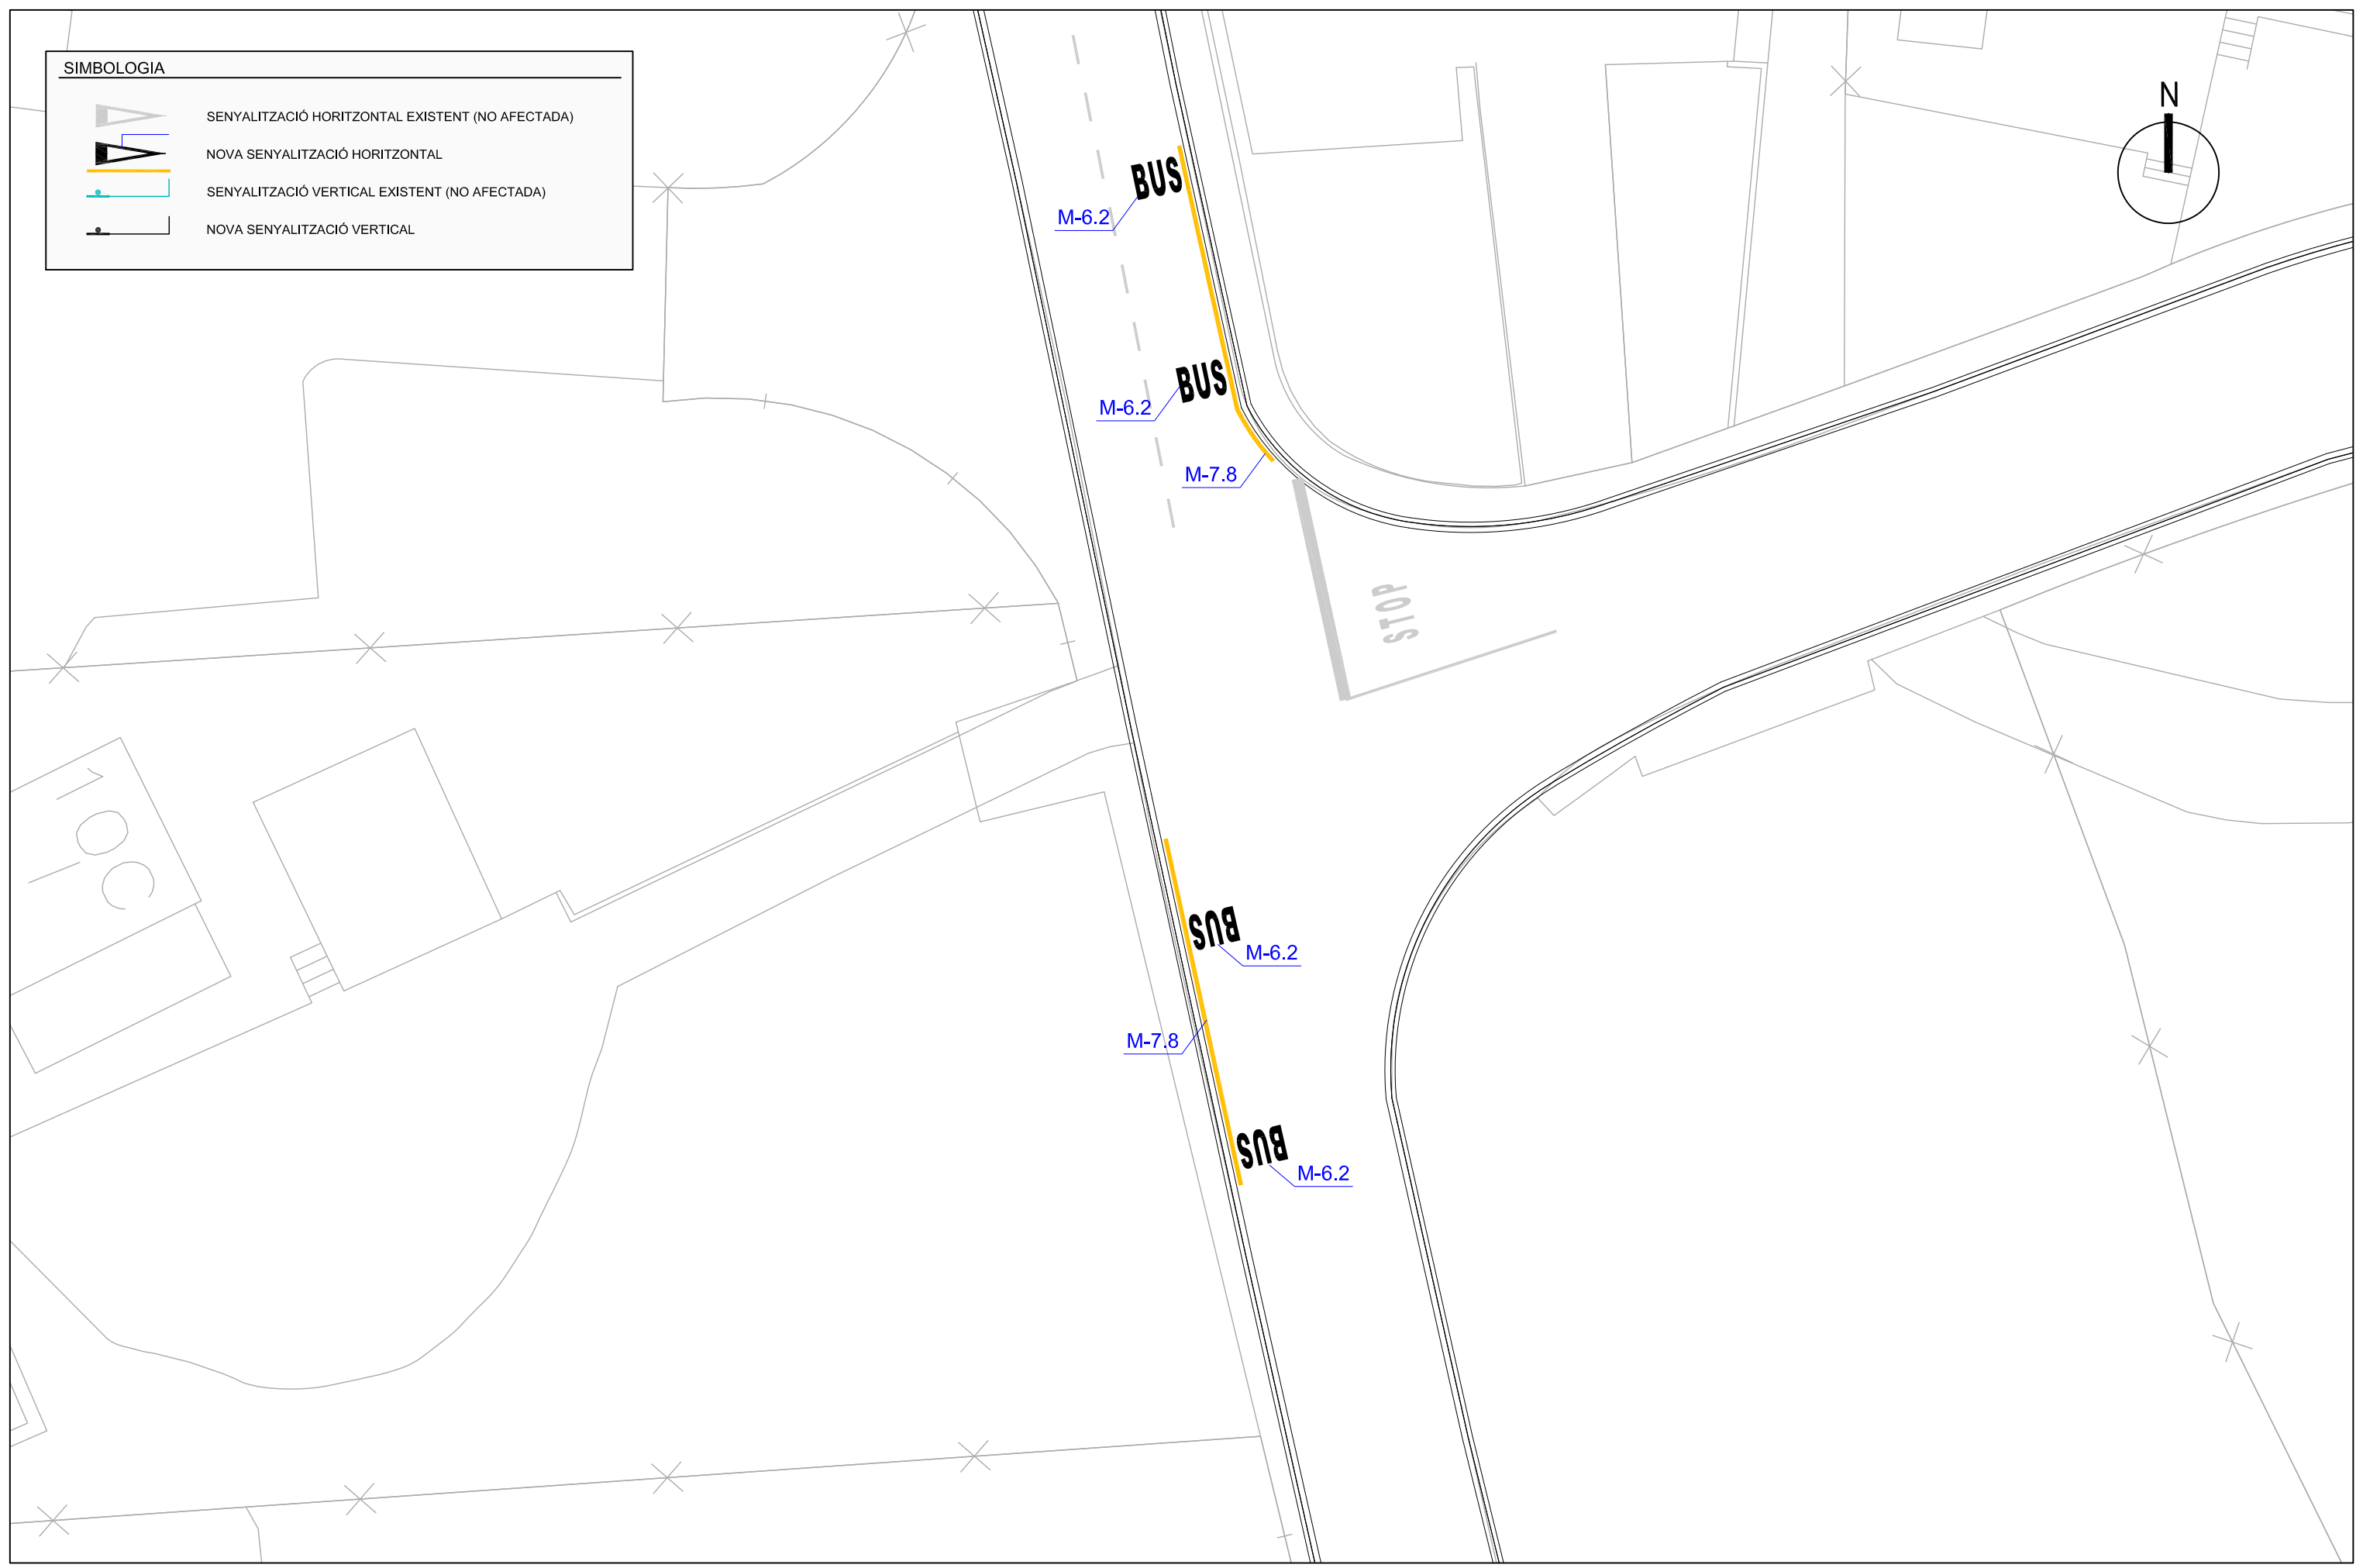 SIMBOLOGIA
SENYALITZACIÓ HORITZONTAL EXISTENT (NO AFECTADA)
NOVA SENYALITZACIÓ HORITZONTAL
SENYALITZACIÓ VERTICAL EXISTENT (NO AFECTADA)
NOVA SENYALITZACIÓ VERTICAL
N
BUS
M-6.2
BUS
M-6.2
M-7.8
STOP
BUS
M-6.2
M-7.8
BUS
M-6.2